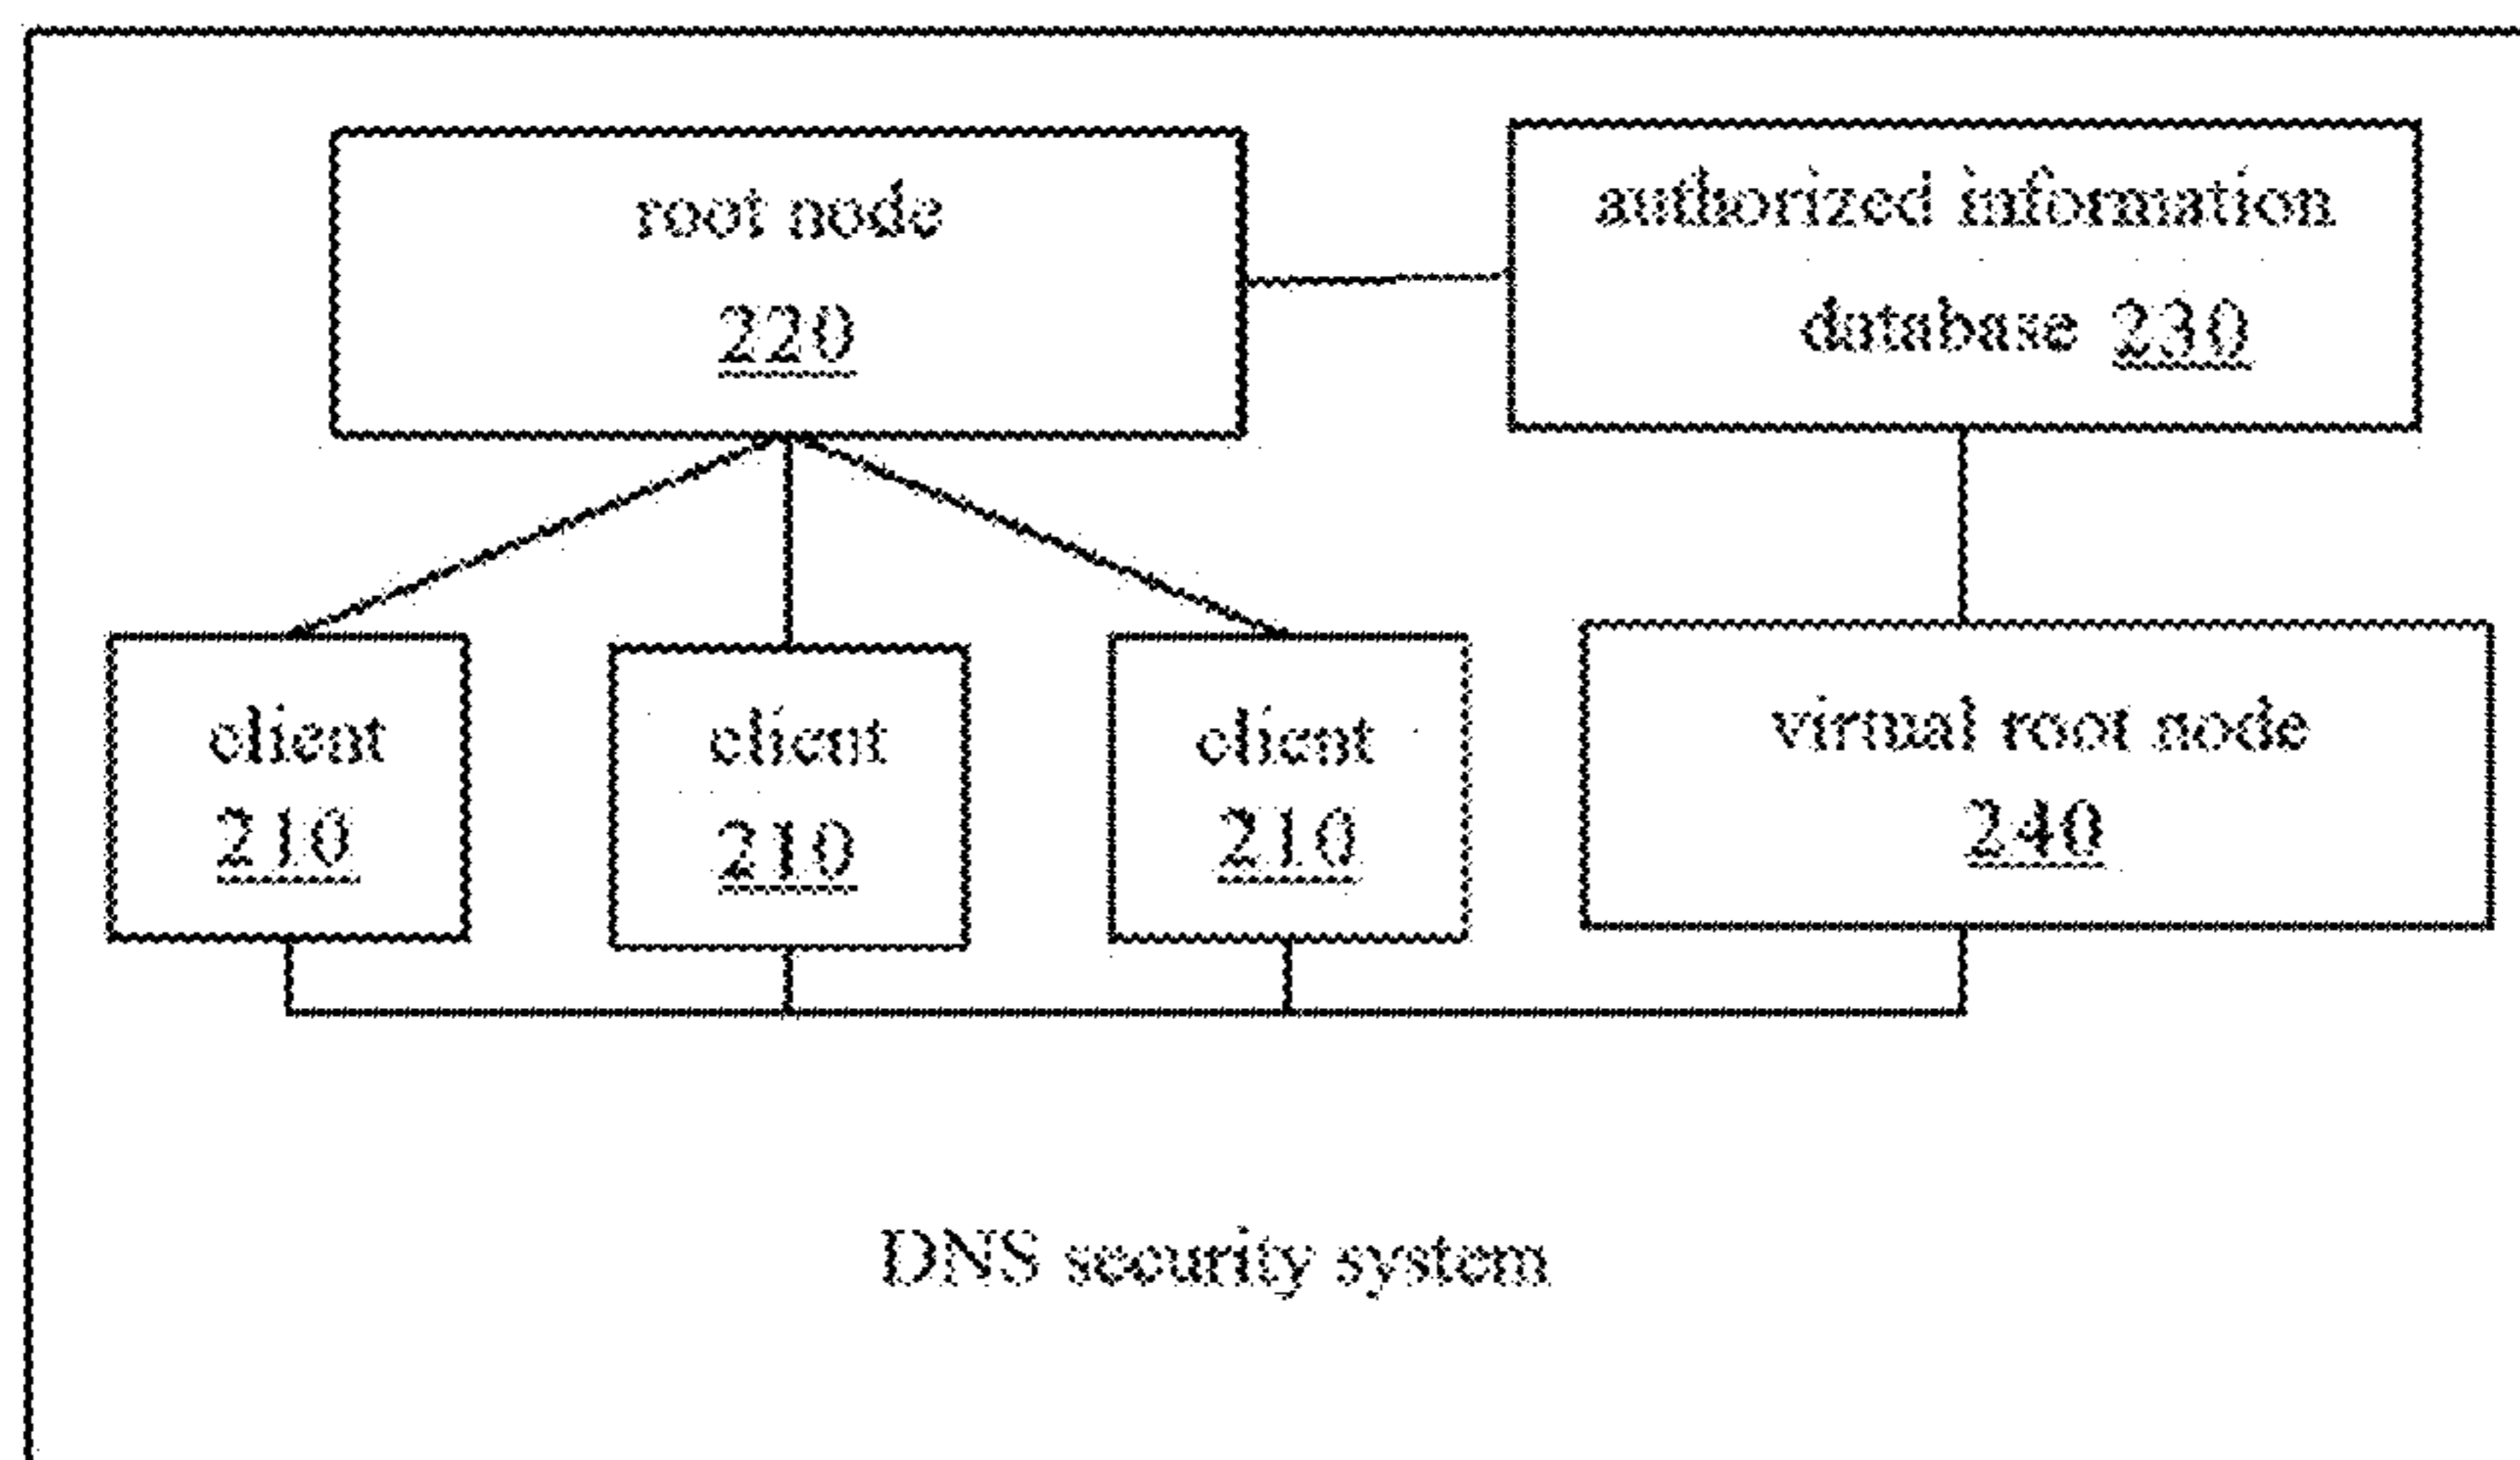 root node
220
authorized information
database 230
client
210
client
210
client
210
virtual root node
240
DNS security system